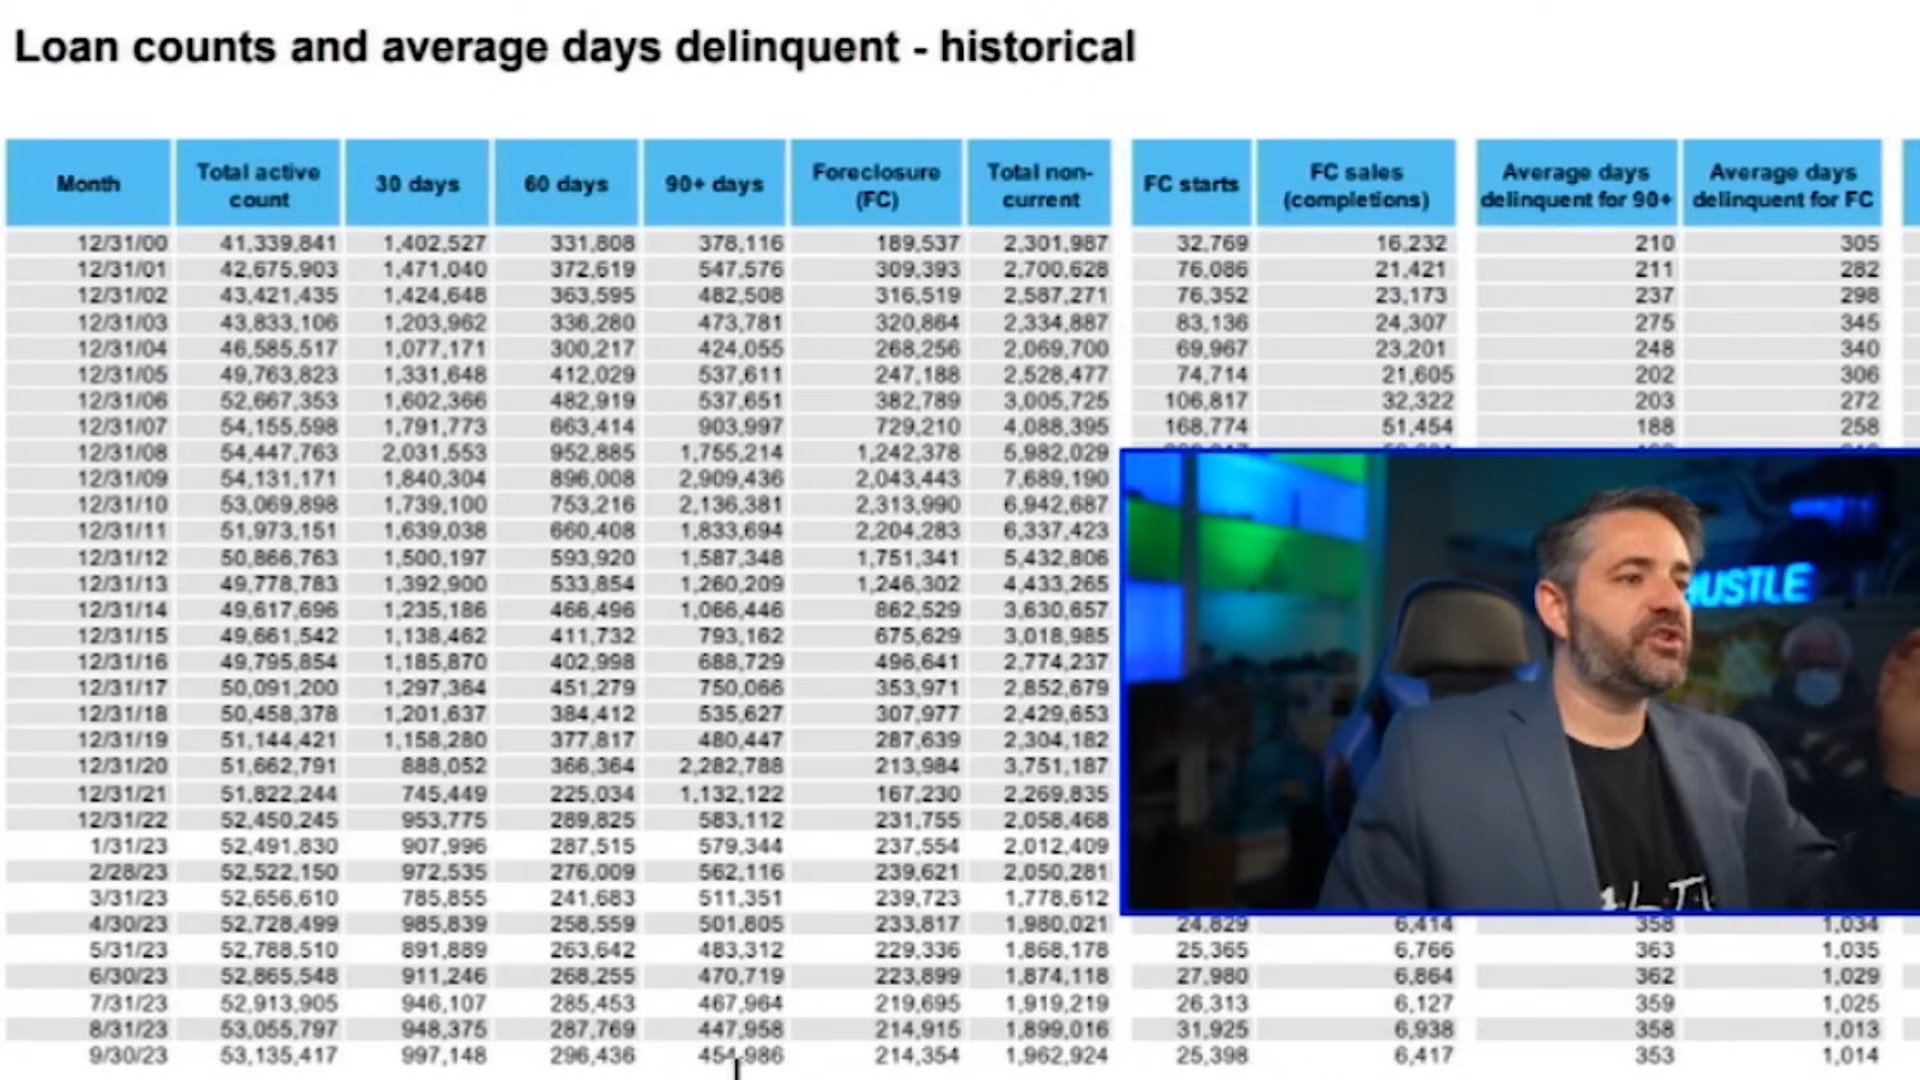 Loan counts and average days delinquent - historical
Month Total active count 30 days 60 days 90+ days Foreclosure (FC) Total non-current FC starts FC sales (completions) Average days delinquent for 90+ Average days delinquent for FC
12/31/00 41,339,841 1,402,527 331,808 378,116 189,537 2,301,987 32,769 16,232 210 305
12/31/01 42,675,903 1,471,040 372,619 547,576 309,393 2,700,628 76,086 21,421 211 282
12/31/02 43,421,435 1,424,648 363,595 482,508 316,519 2,587,271 76,352 23,173 237 298
12/31/03 43,833,106 1,203,962 336,280 473,781 320,864 2,334,887 83,136 24,307 275 345
12/31/04 46,585,517 1,077,171 300,217 424,055 268,256 2,069,700 69,967 23,201 248 340
12/31/05 49,763,823 1,331,648 412,029 537,611 247,188 2,528,477 74,714 21,605 202 306
12/31/06 52,667,353 1,602,366 482,919 537,651 382,789 3,005,725 106,817 32,322 203 272
12/31/07 54,155,598 1,791,773 663,414 903,997 729,210 4,088,395 168,774 51,454 188 258
12/31/08 54,447,763 2,031,553 952,885 1,755,214 1,242,378 5,982,029
12/31/09 54,131,171 1,840,304 896,008 2,909,436 2,043,443 7,689,190
12/31/10 53,069,898 1,739,100 753,216 2,136,381 2,313,990 6,942,687
12/31/11 51,973,151 1,639,038 660,408 1,833,694 2,204,283 6,337,423
12/31/12 50,866,763 1,500,197 593,920 1,587,348 1,751,341 5,432,806
12/31/13 49,778,783 1,392,900 533,854 1,260,209 1,246,302 4,433,265
12/31/14 49,617,696 1,235,186 466,496 1,066,446 862,529 3,630,657
12/31/15 49,661,542 1,138,462 411,732 793,162 675,629 3,018,985
12/31/16 49,795,854 1,185,870 402,998 688,729 496,641 2,774,237
12/31/17 50,091,200 1,297,364 451,279 750,066 353,971 2,852,679
12/31/18 50,458,378 1,201,637 384,412 535,627 307,977 2,429,653
12/31/19 51,144,421 1,158,280 377,817 480,447 287,639 2,304,182
12/31/20 51,662,791 888,052 366,364 2,282,788 213,984 3,751,187
12/31/21 51,822,244 745,449 225,034 1,132,122 167,230 2,269,835
12/31/22 52,450,245 953,775 289,825 583,112 231,755 2,058,468
1/31/23 52,491,830 907,996 287,515 579,344 237,554 2,012,409
2/28/23 52,522,150 972,535 276,009 562,116 239,621 2,050,281
3/31/23 52,656,610 785,855 241,683 511,351 239,723 1,778,612
4/30/23 52,728,499 985,839 258,559 501,805 233,817 1,980,021 24,829 6,414 358 1,034
5/31/23 52,788,510 891,889 263,642 483,312 229,336 1,868,178 25,365 6,766 363 1,035
6/30/23 52,865,548 911,246 268,255 470,719 223,899 1,874,118 27,980 6,864 362 1,029
7/31/23 52,913,905 946,107 285,453 467,964 219,695 1,919,219 26,313 6,127 359 1,025
8/31/23 53,055,797 948,375 287,769 447,958 214,915 1,899,016 31,925 6,938 358 1,013
9/30/23 53,135,417 997,148 296,436 454,986 214,354 1,962,924 25,398 6,417 353 1,014
HUSTLE